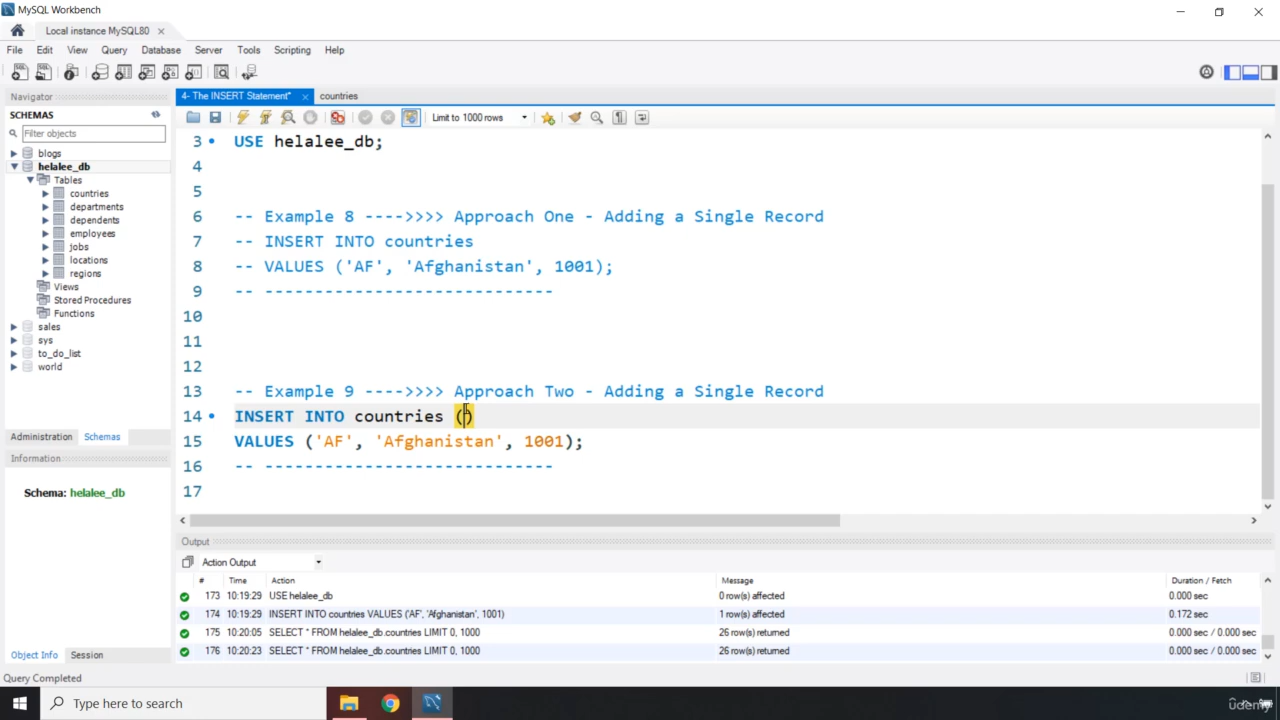 MySQL Workbench
Local instance MySQL80
File Edit View Query Database Server Tools Scripting Help
Navigator
SCHEMAS
Filter objects
blogs
helalee_db
Tables
countries
departments
dependents
employees
jobs
locations
regions
Views
Stored Procedures
Functions
sales
sys
to_do_list
world
Administration Schemas
Information
Schema: helalee_db
Object Info Session
Query Completed
4- The INSERT Statement* countries
Limit to 1000 rows
3 USE helalee_db;
4
5
6 -- Example 8 ---->>>> Approach One - Adding a Single Record
7 -- INSERT INTO countries
8 -- VALUES ('AF', 'Afghanistan', 1001);
9 -- -----------------------------
10
11
12
13 -- Example 9 ---->>>> Approach Two - Adding a Single Record
14 INSERT INTO countries ()
15 VALUES ('AF', 'Afghanistan', 1001);
16 -- -----------------------------
17
Output
Action Output
# Time Action Message Duration / Fetch
173 10:19:29 USE helalee_db 0 row(s) affected 0.000 sec
174 10:19:29 INSERT INTO countries VALUES ('AF', 'Afghanistan', 1001) 1 row(s) affected 0.172 sec
175 10:20:05 SELECT * FROM helalee_db.countries LIMIT 0, 1000 26 row(s) returned 0.000 sec / 0.000 sec
176 10:20:23 SELECT * FROM helalee_db.countries LIMIT 0, 1000 26 row(s) returned 0.000 sec / 0.000 sec
Type here to search
udemy